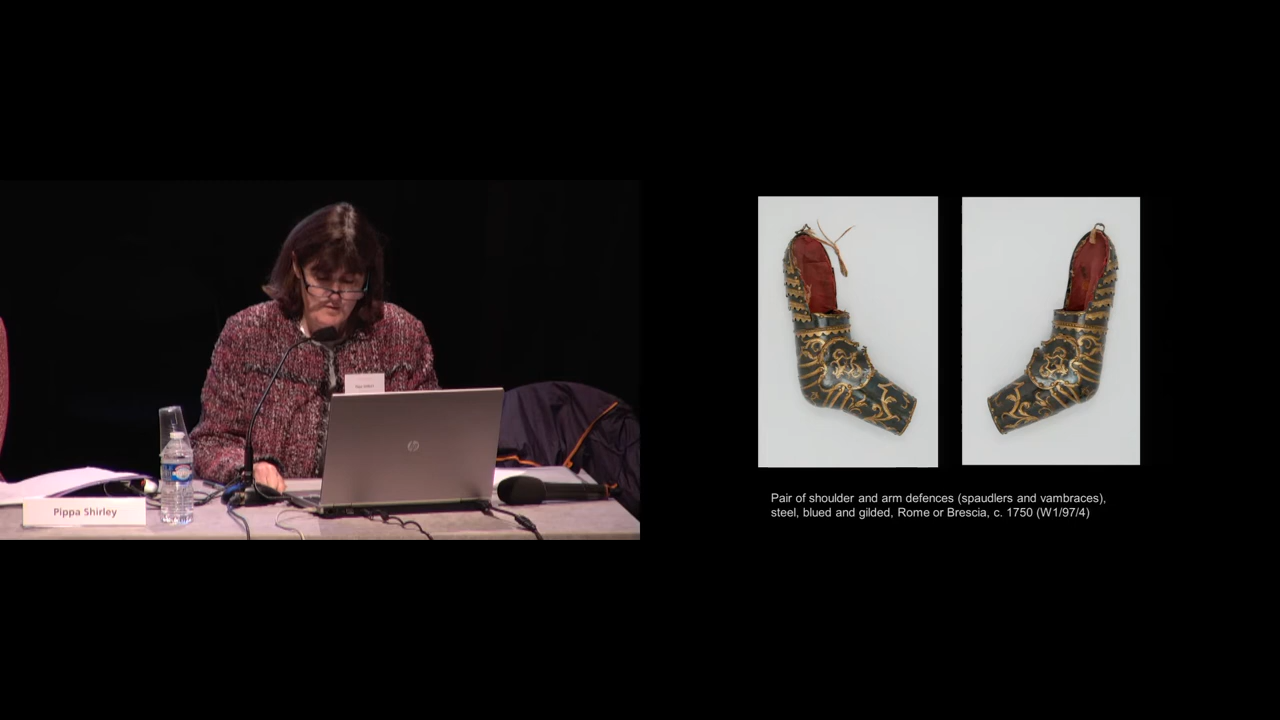 Pippa Shirley
hp
Pair of shoulder and arm defences (spaudlers and vambraces),
steel, blued and gilded, Rome or Brescia, c. 1750 (W1/97/4)